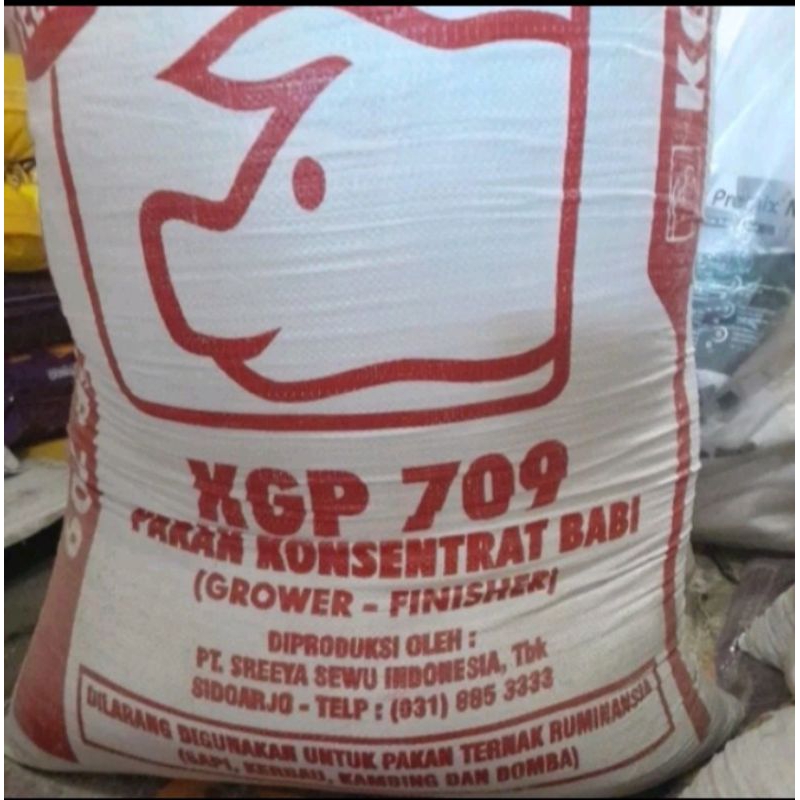 XGP 709
PAKAN KONSENTRAT BABI
(GROWER - FINISHER)
DIPRODUKSI OLEH :
PT. SREEYA SEWU INDONESIA, Tbk
SIDOARJO - TELP : (031) 885 3333
DILARANG DIGUNAKAN UNTUK PAKAN TERNAK RUMINANSIA
(SAPI, KERBAU, KAMBING DAN DOMBA)